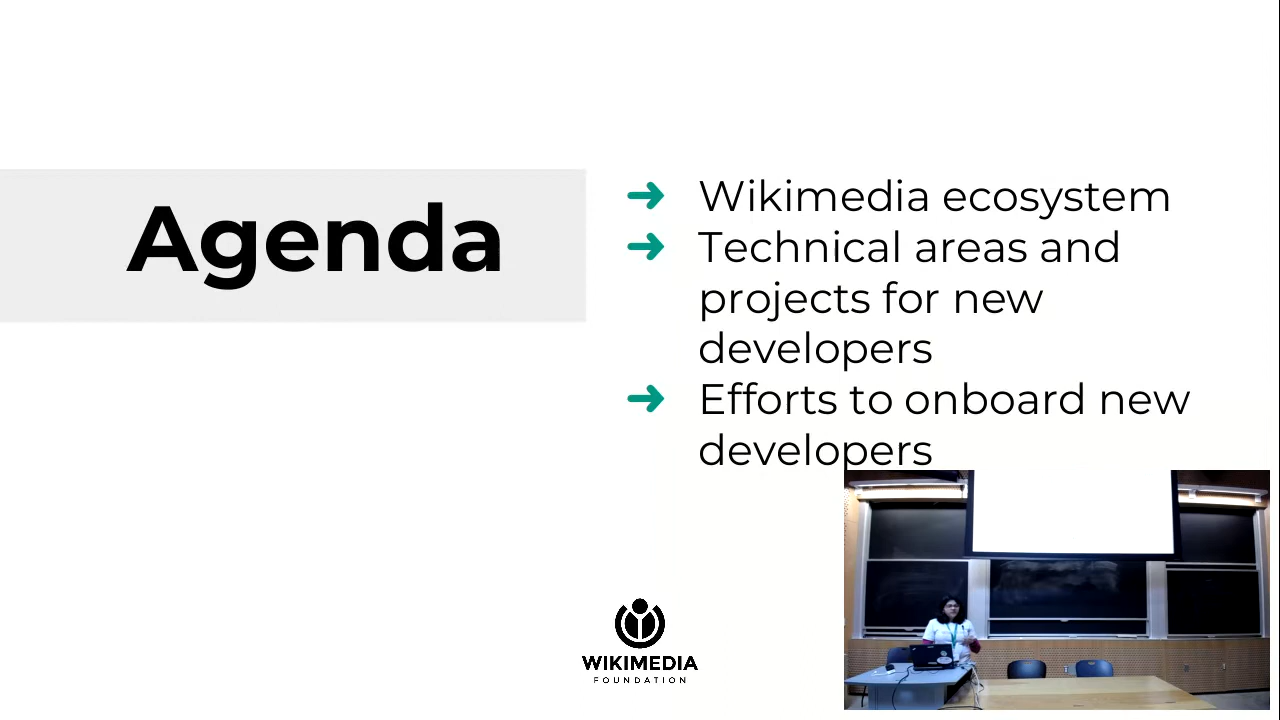 Agenda
➜ Wikimedia ecosystem
➜ Technical areas and
projects for new
developers
➜ Efforts to onboard new
developers
WIKIMEDIA
FOUNDATION